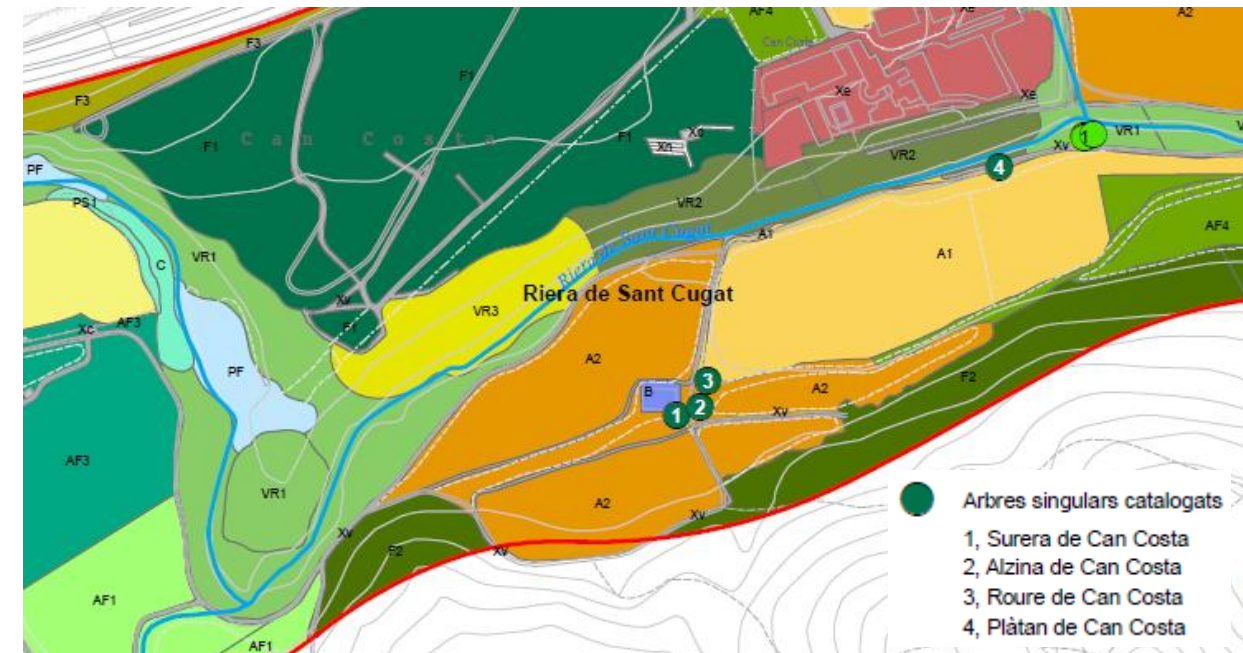 AF4
Xe
A2
Can Costa
F3
F1
F3
Xe
Xe
C a n C o s t a
F1
F1
Xo
Xn
1
VR1
V
Xv
VR2
4
PF
PS1
VR2
AF4
VR1
Riera de Sant Cugat
A1
A1
C
Riera de Sant Cugat
Xv
VR3
F1
AF3
Xc
A2
PF
3
F2
B
A2
2
1
Xv
AF3
VR1
A2
Xv
Xv
F2
Xv
AF1
AF1
Arbres singulars catalogats
1, Surera de Can Costa
2, Alzina de Can Costa
3, Roure de Can Costa
4, Plàtan de Can Costa